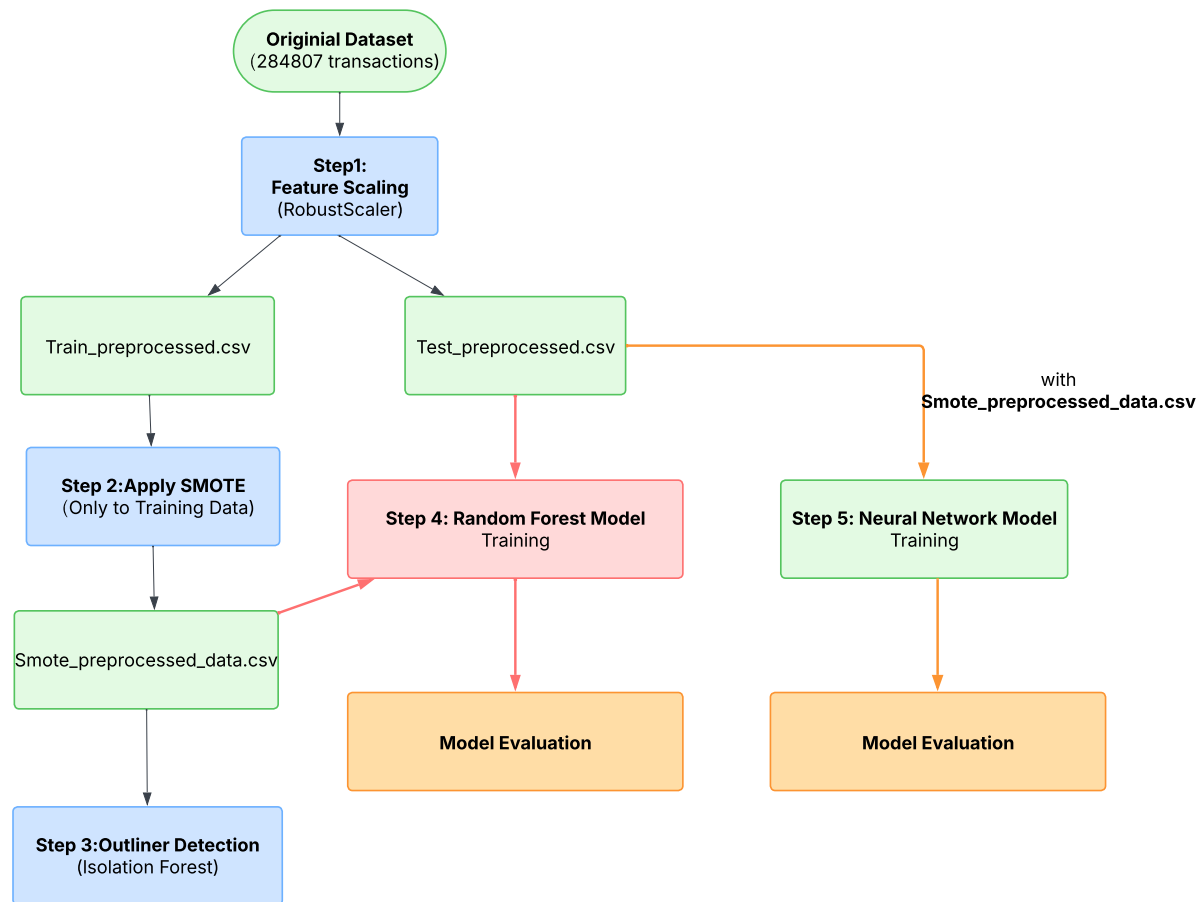 Originial Dataset
（284807 transactions)
Step1:
Feature Scaling
(RobustScaler)
Train_preprocessed.csv
Test_preprocessed.csv
with
Smote_preprocessed_data.csv
Step 2:Apply SMOTE
（Only to Training Data)
Step 4: Random Forest Model
Training
Step 5: Neural Network Model
Training
Smote_preprocessed_data.csv
Model Evaluation
Model Evaluation
Step 3:Outliner Detection
(Isolation Forest)